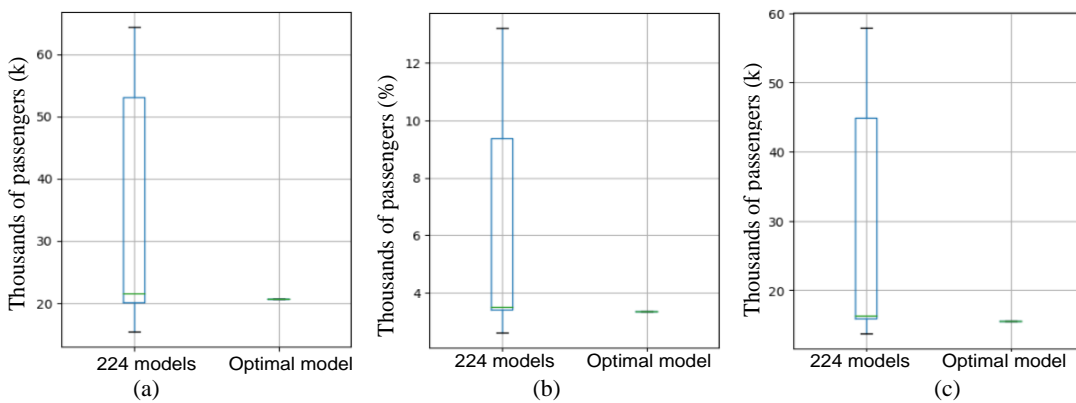 Thousands of passengers (k)
60
50
40
30
20
224 models
Optimal model
(a)
Thousands of passengers (%)
12
10
8
6
4
224 models
Optimal model
(b)
Thousands of passengers (k)
60
50
40
30
20
224 models
Optimal model
(c)